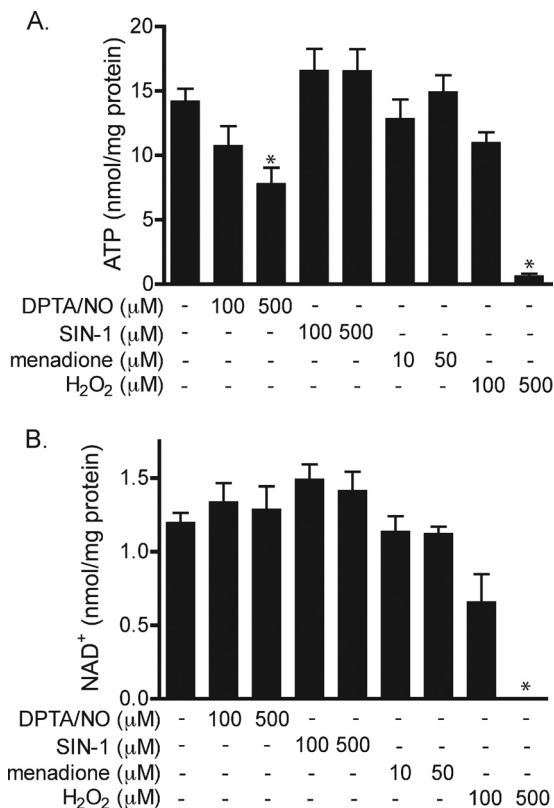 A.
20
15
10
5
0
ATP (nmol/mg protein)
*
*
DPTA/NO (μM) - 100 500 - - - - - -
SIN-1 (μM) - - - 100 500 - - - -
menadione (μM) - - - - - 10 50 - -
H₂O₂ (μM) - - - - - - - 100 500
B.
1.5
1.0
0.5
0.0
NAD⁺ (nmol/mg protein)
*
DPTA/NO (μM) - 100 500 - - - - - -
SIN-1 (μM) - - - 100 500 - - - -
menadione (μM) - - - - - 10 50 - -
H₂O₂ (μM) - - - - - - - 100 500